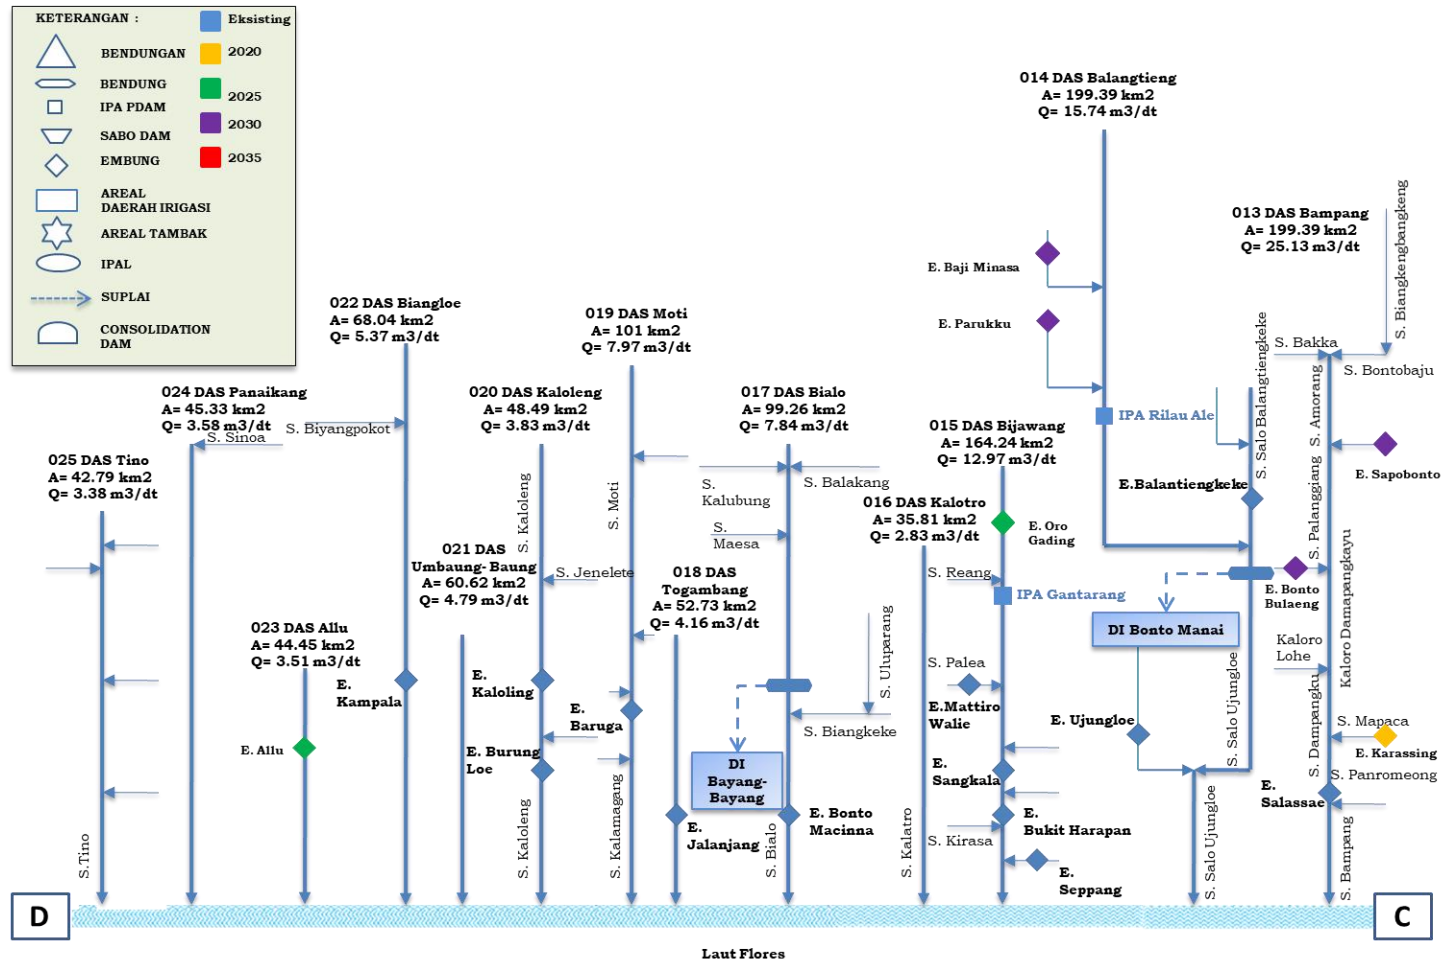 KETERANGAN :
Eksisting
BENDUNGAN
2020
BENDUNG
2025
IPA PDAM
2030
SABO DAM
2035
EMBUNG
AREAL
DAERAH IRIGASI
AREAL TAMBAK
IPAL
SUPLAI
CONSOLIDATION
DAM
025 DAS Tino
A= 42.79 km2
Q= 3.38 m3/dt
S.Tino
024 DAS Panaikang
A= 45.33 km2
Q= 3.58 m3/dt
S. Sinoa
023 DAS Allu
A= 44.45 km2
Q= 3.51 m3/dt
E. Allu
022 DAS Biangloe
A= 68.04 km2
Q= 5.37 m3/dt
S. Biyangpokot
E.
Kampala
021 DAS
Umbaung- Baung
A= 60.62 km2
Q= 4.79 m3/dt
020 DAS Kaloleng
A= 48.49 km2
Q= 3.83 m3/dt
S. Kaloleng
S. Jenelete
E.
Kaloling
E. Burung
Loe
S. Kaloleng
019 DAS Moti
A= 101 km2
Q= 7.97 m3/dt
S. Moti
E.
Baruga
S. Kalamagang
018 DAS
Togambang
A= 52.73 km2
Q= 4.16 m3/dt
E.
Jalanjang
017 DAS Bialo
A= 99.26 km2
Q= 7.84 m3/dt
S.
Kalubung
S. Balakang
S.
Maesa
S. Uluparang
S. Biangkeke
DI
Bayang-
Bayang
E. Bonto
Macinna
S. Bialo
016 DAS Kalotro
A= 35.81 km2
Q= 2.83 m3/dt
S. Kalatro
015 DAS Bijawang
A= 164.24 km2
Q= 12.97 m3/dt
E. Oro
Gading
S. Reang
IPA Gantarang
S. Palea
E.Mattiro
Walie
E.
Sangkala
E.
Bukit Harapan
S. Kirasa
E.
Seppang
014 DAS Balangtieng
A= 199.39 km2
Q= 15.74 m3/dt
E. Baji Minasa
E. Parukku
IPA Rilau Ale
S. Salo Balangtiengkeke
E.Balantiengkeke
DI Bonto Manai
E. Ujungloe
S. Salo Ujungloe
S. Salo Ujungloe
013 DAS Bampang
A= 199.39 km2
Q= 25.13 m3/dt
S. Biangkengbangkeng
S. Bakka
S. Bontobaju
S. Amorang
E. Sapobonto
S. Palanggiang
E. Bonto
Bulaeng
Kaloro Damapangkayu
Kaloro
Lohe
S. Dampangku
S. Mapaca
E. Karassing
S. Panromeong
E.
Salassae
S. Bampang
D
C
Laut Flores